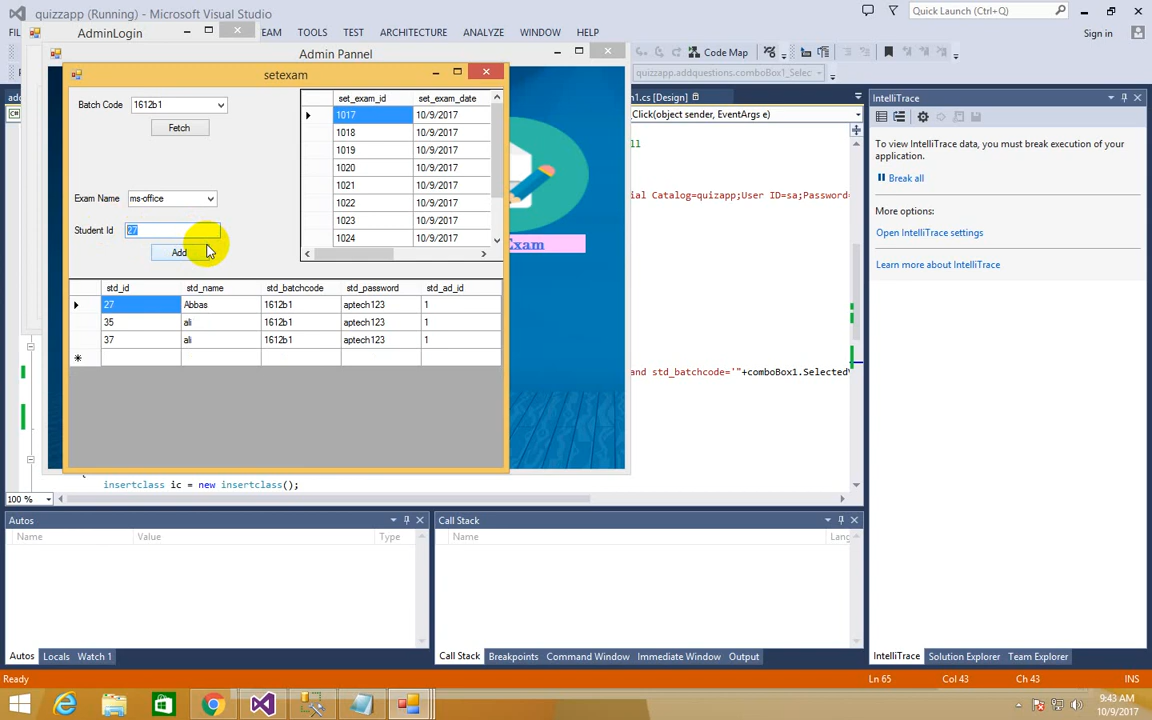 quizzapp (Running) - Microsoft Visual Studio
Quick Launch (Ctrl+Q)
AdminLogin
EAM TOOLS TEST ARCHITECTURE ANALYZE WINDOW HELP
Sign in
Admin Pannel
Code Map
setexam
quizzapp.addquestions.comboBox1_Selec
m1.cs [Design]
IntelliTrace
_Click(object sender, EventArgs e)
Batch Code 1612b1
Fetch
Exam Name ms-office
Student Id 27
Add
set_exam_id set_exam_date
1017 10/9/2017
1018 10/9/2017
1019 10/9/2017
1020 10/9/2017
1021 10/9/2017
1022 10/9/2017
1023 10/9/2017
1024 10/9/2017
Exam
ial Catalog=quizapp;User ID=sa;Password=
To view IntelliTrace data, you must break execution of your
application.
Break all
More options:
Open IntelliTrace settings
Learn more about IntelliTrace
std_id std_name std_batchcode std_password std_ad_id
27 Abbas 1612b1 aptech123 1
35 ali 1612b1 aptech123 1
37 ali 1612b1 aptech123 1
and std_batchcode='"+comboBox1.Selected
insertclass ic = new insertclass();
100 %
Autos
Name Value Type
Call Stack
Name Lang
Autos Locals Watch 1
Call Stack Breakpoints Command Window Immediate Window Output
IntelliTrace Solution Explorer Team Explorer
Ready
Ln 65 Col 43 Ch 43 INS
9:43 AM
10/9/2017